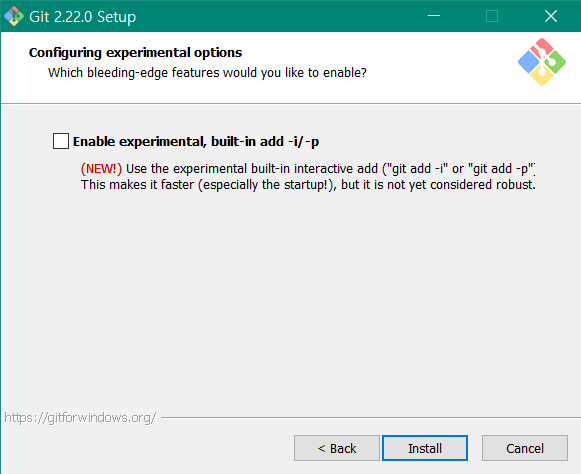 Git 2.22.0 Setup
Configuring experimental options
Which bleeding-edge features would you like to enable?
Enable experimental, built-in add -i/-p
(NEW!) Use the experimental built-in interactive add ("git add -i" or "git add -p")
This makes it faster (especially the startup!), but it is not yet considered robust.
https://gitforwindows.org/
< Back
Install
Cancel